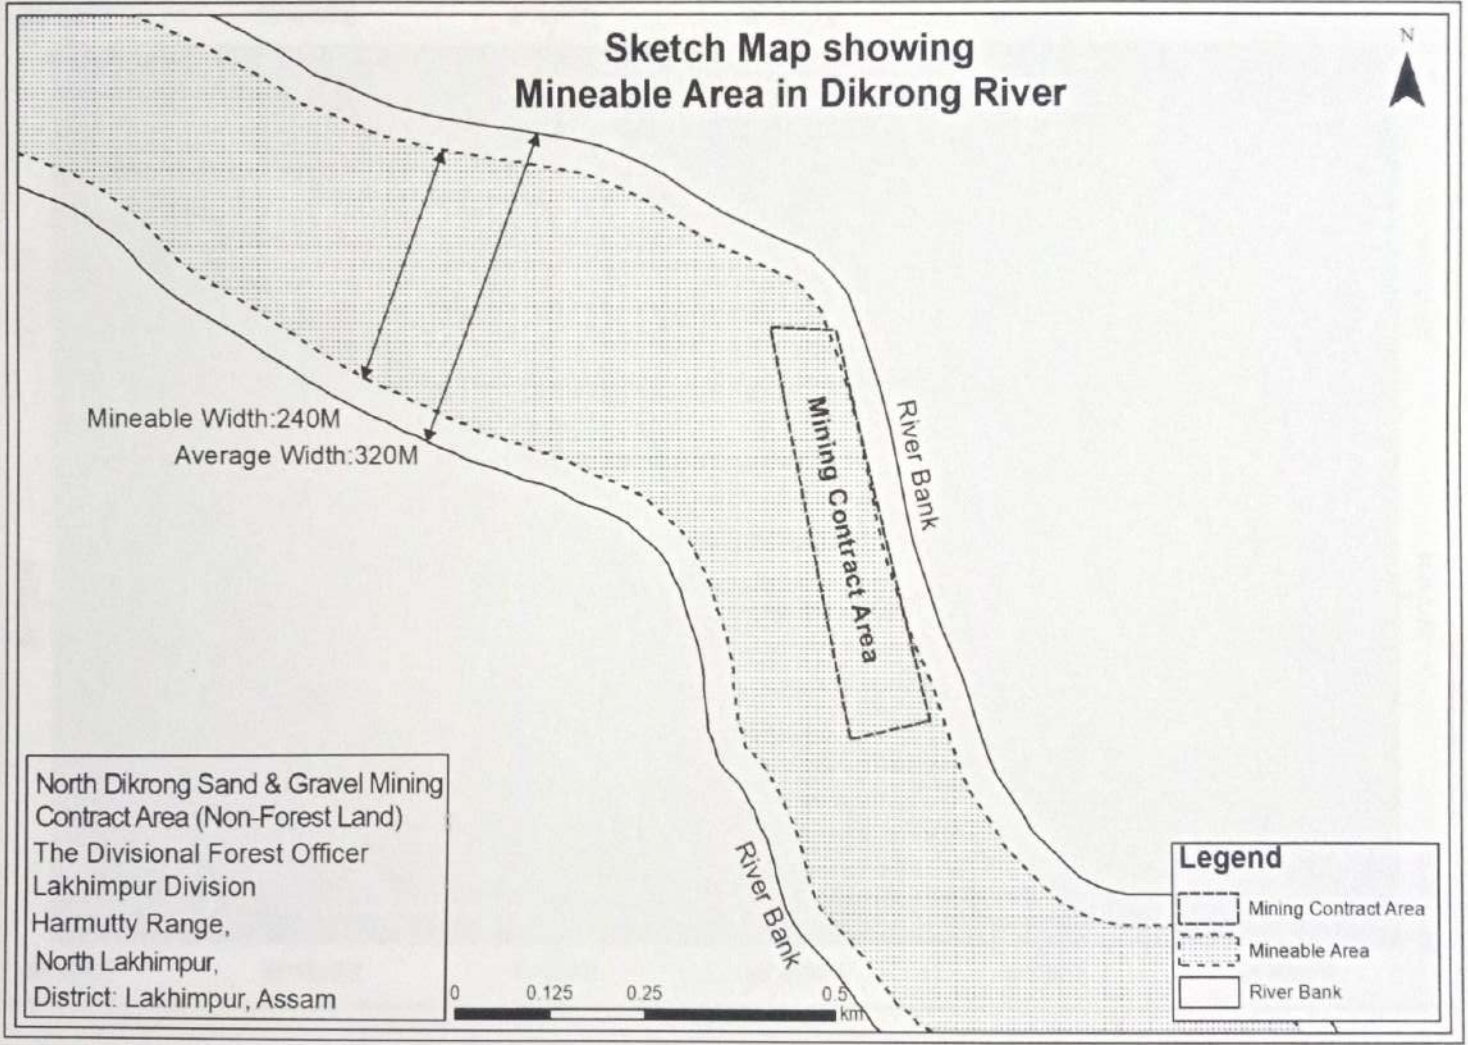 Sketch Map showing
Mineable Area in Dikrong River
N
Mineable Width:240M
Average Width:320M
Mining Contract Area
River Bank
River Bank
North Dikrong Sand & Gravel Mining
Contract Area (Non-Forest Land)
The Divisional Forest Officer
Lakhimpur Division
Harmutty Range,
North Lakhimpur,
District: Lakhimpur, Assam
0 0.125 0.25 0.5
km
Legend
Mining Contract Area
Mineable Area
River Bank